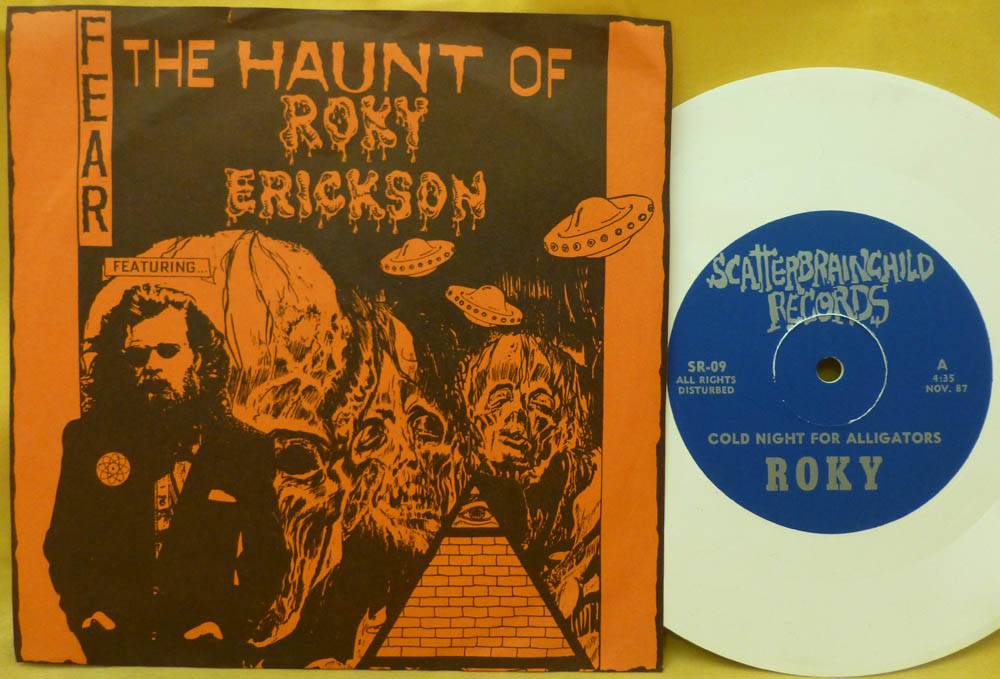 FEAR
THE HAUNT OF
ROKY
ERICKSON
FEATURING...
SCATTERBRAINCHILD
RECORDS
SR-09
ALL RIGHTS
DISTURBED
A
4:35
NOV. 87
COLD NIGHT FOR ALLIGATORS
ROKY